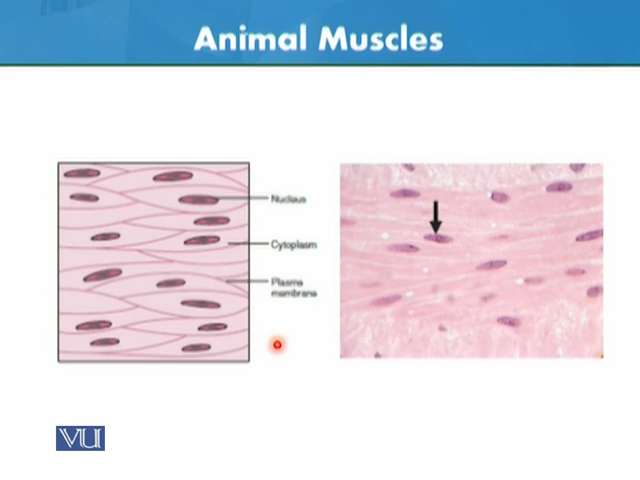 Animal Muscles
Nucleus
Cytoplasm
Plasma
membrane
VU